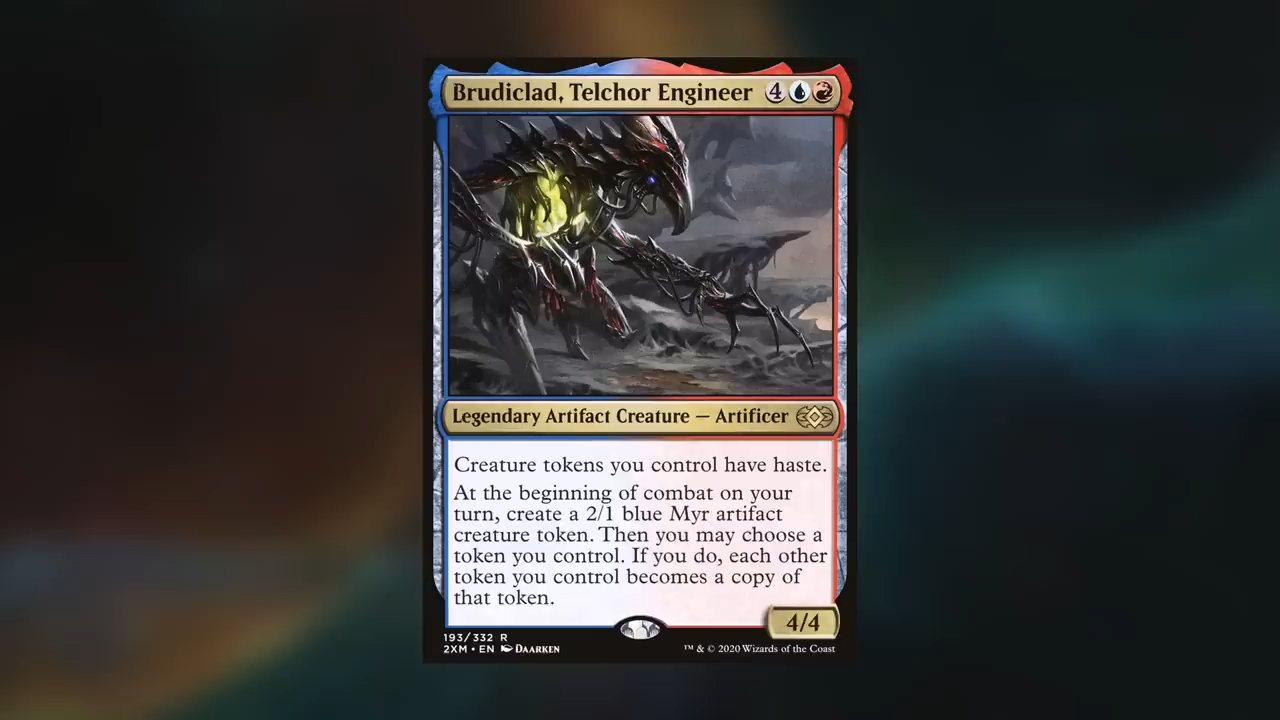 Brudiclad, Telchor Engineer 4
Legendary Artifact Creature — Artificer
Creature tokens you control have haste.
At the beginning of combat on your
turn, create a 2/1 blue Myr artifact
creature token. Then you may choose a
token you control. If you do, each other
token you control becomes a copy of
that token.
4/4
193/332 R
2XM • EN DAARKEN
™ & © 2020 Wizards of the Coast